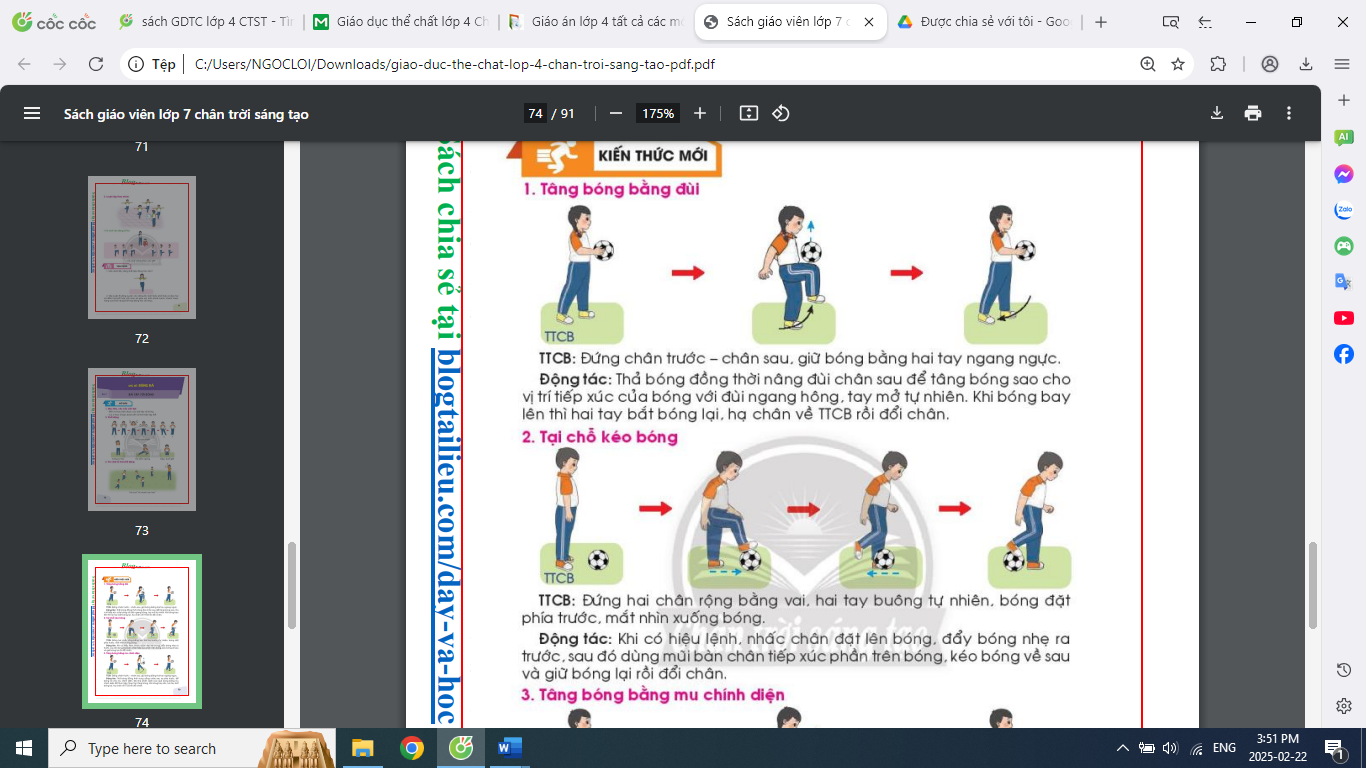 cốc cốc
sách GDTC lớp 4 CTST - Tì
Giáo dục thể chất lớp 4 Ch
Giáo án lớp 4 tất cả các mô
Sách giáo viên lớp 7 c
Được chia sẻ với tôi - Goo
Tệp
C:/Users/NGOCLOI/Downloads/giao-duc-the-chat-lop-4-chan-troi-sang-tao-pdf.pdf
Sách giáo viên lớp 7 chân trời sáng tạo
74 / 91
175%
71
72
73
74
sách chia sẻ tại blogtailieu.com/day-va-hoc
KIẾN THỨC MỚI
1. Tâng bóng bằng đùi
TTCB
TTCB: Đứng chân trước – chân sau, giữ bóng bằng hai tay ngang ngực.
Động tác: Thả bóng đồng thời nâng đùi chân sau để tâng bóng sao cho
vị trí tiếp xúc của bóng với đùi ngang hông, tay mở tự nhiên. Khi bóng bay
lên thì hai tay bắt bóng lại, hạ chân về TTCB rồi đổi chân.
2. Tại chỗ kéo bóng
TTCB
TTCB: Đứng hai chân rộng bằng vai, hai tay buông tự nhiên, bóng đặt
phía trước, mắt nhìn xuống bóng.
Động tác: Khi có hiệu lệnh, nhấc chân đặt lên bóng, đẩy bóng nhẹ ra
trước, sau đó dùng mũi bàn chân tiếp xúc phần trên bóng, kéo bóng về sau
và giữ bóng lại rồi đổi chân.
Chân trời sáng tạo
3. Tâng bóng bằng mu chính diện
AI
Zalo
Type here to search
ENG
3:51 PM
2025-02-22
1